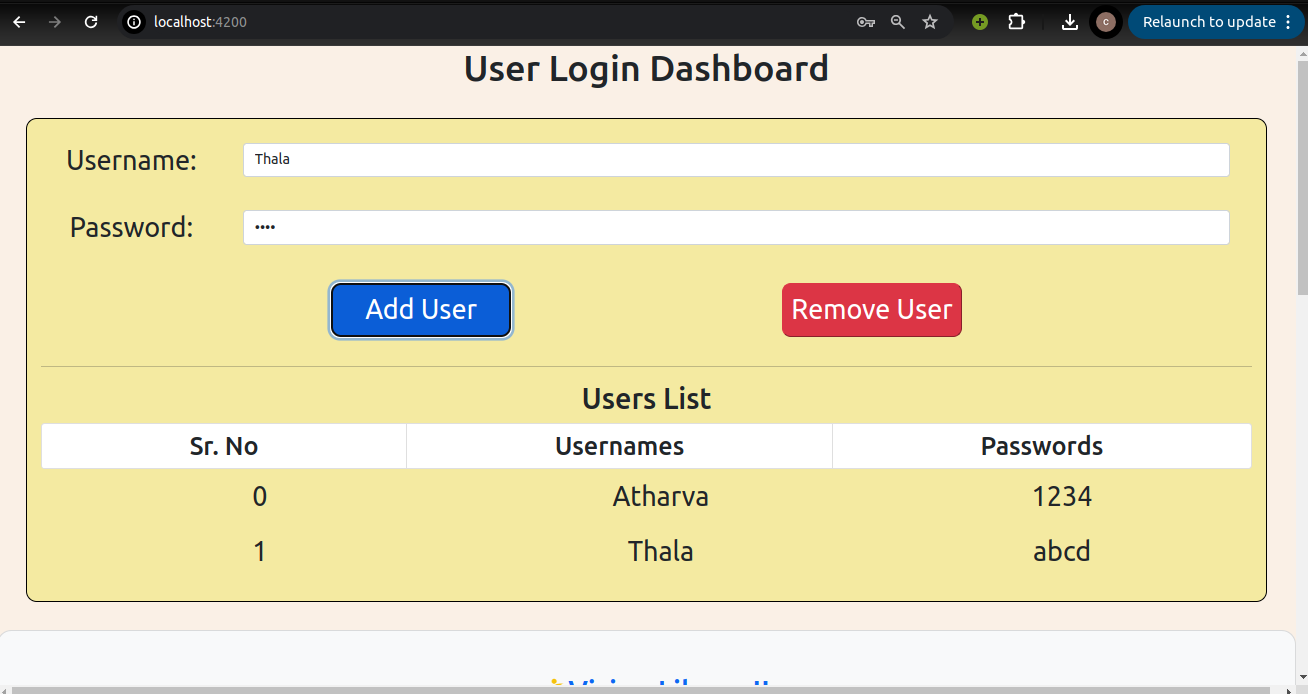 localhost:4200
C
Relaunch to update
User Login Dashboard
Username: Thala
Password: ••••
Add User Remove User
Users List
Sr. No Usernames Passwords
0 Atharva 1234
1 Thala abcd